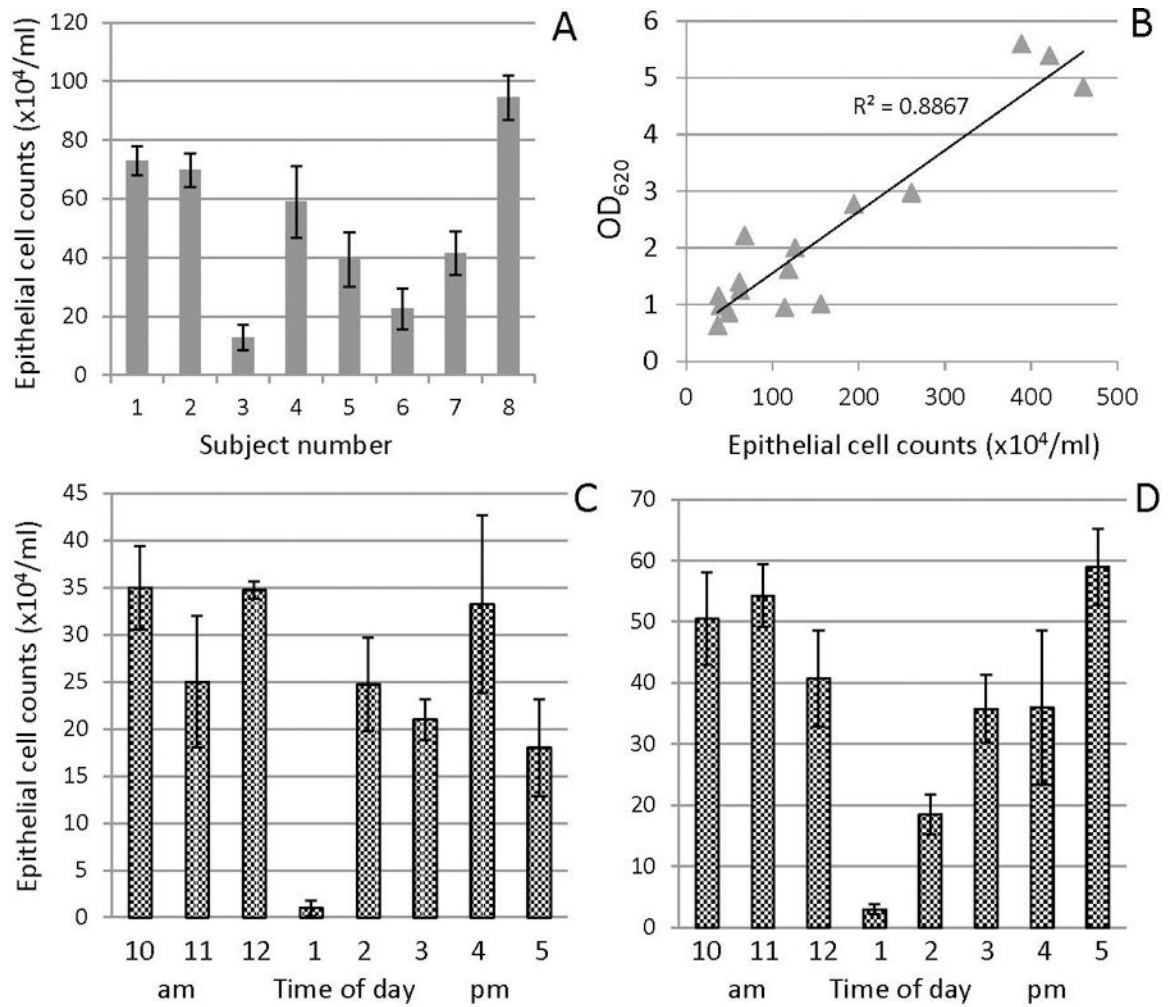 A
Epithelial cell counts (x10⁴/ml)
120
100
80
60
40
20
0
1 2 3 4 5 6 7 8
Subject number
B
OD₆₂₀
6
5
4
3
2
1
0
R² = 0.8867
0 100 200 300 400 500
Epithelial cell counts (x10⁴/ml)
C
Epithelial cell counts (x10⁴/ml)
45
40
35
30
25
20
15
10
5
0
10 11 12 1 2 3 4 5
am Time of day pm
D
70
60
50
40
30
20
10
0
10 11 12 1 2 3 4 5
am Time of day pm